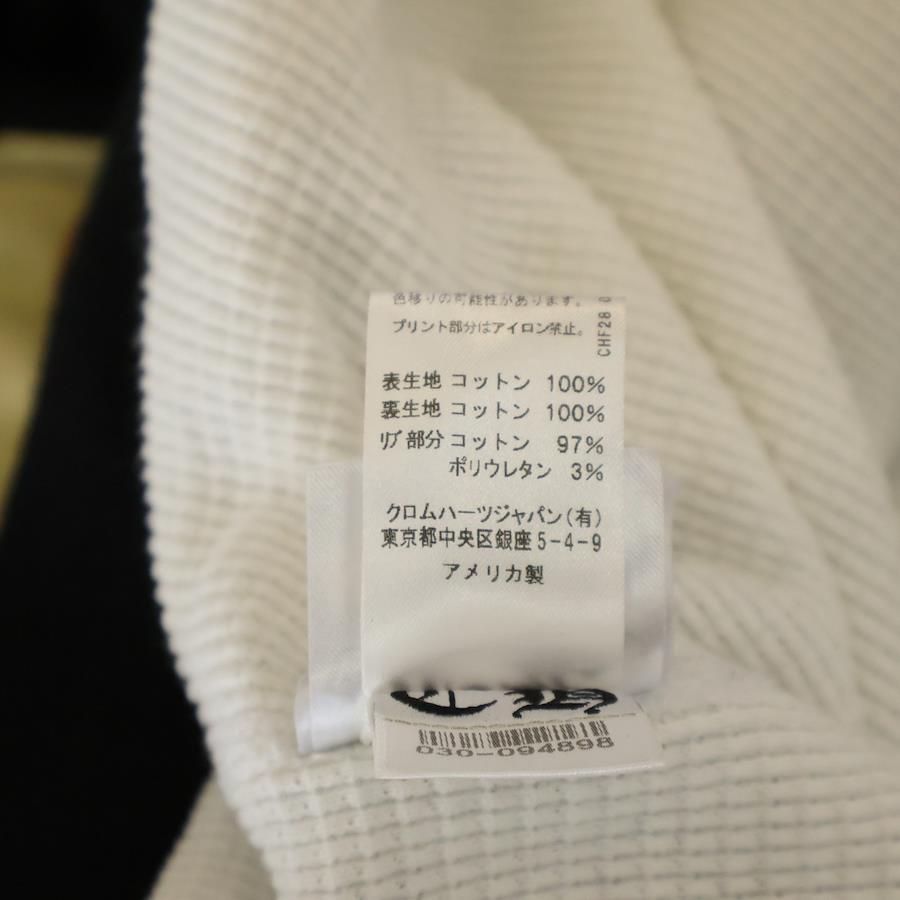 色移りの可能性があります。
プリント部分はアイロン禁止。
CHF28
表生地 コットン 100%
裏生地 コットン 100%
リブ部分 コットン 97%
ポリウレタン 3%
クロムハーツジャパン(有)
東京都中央区銀座5-4-9
アメリカ製
030-094898